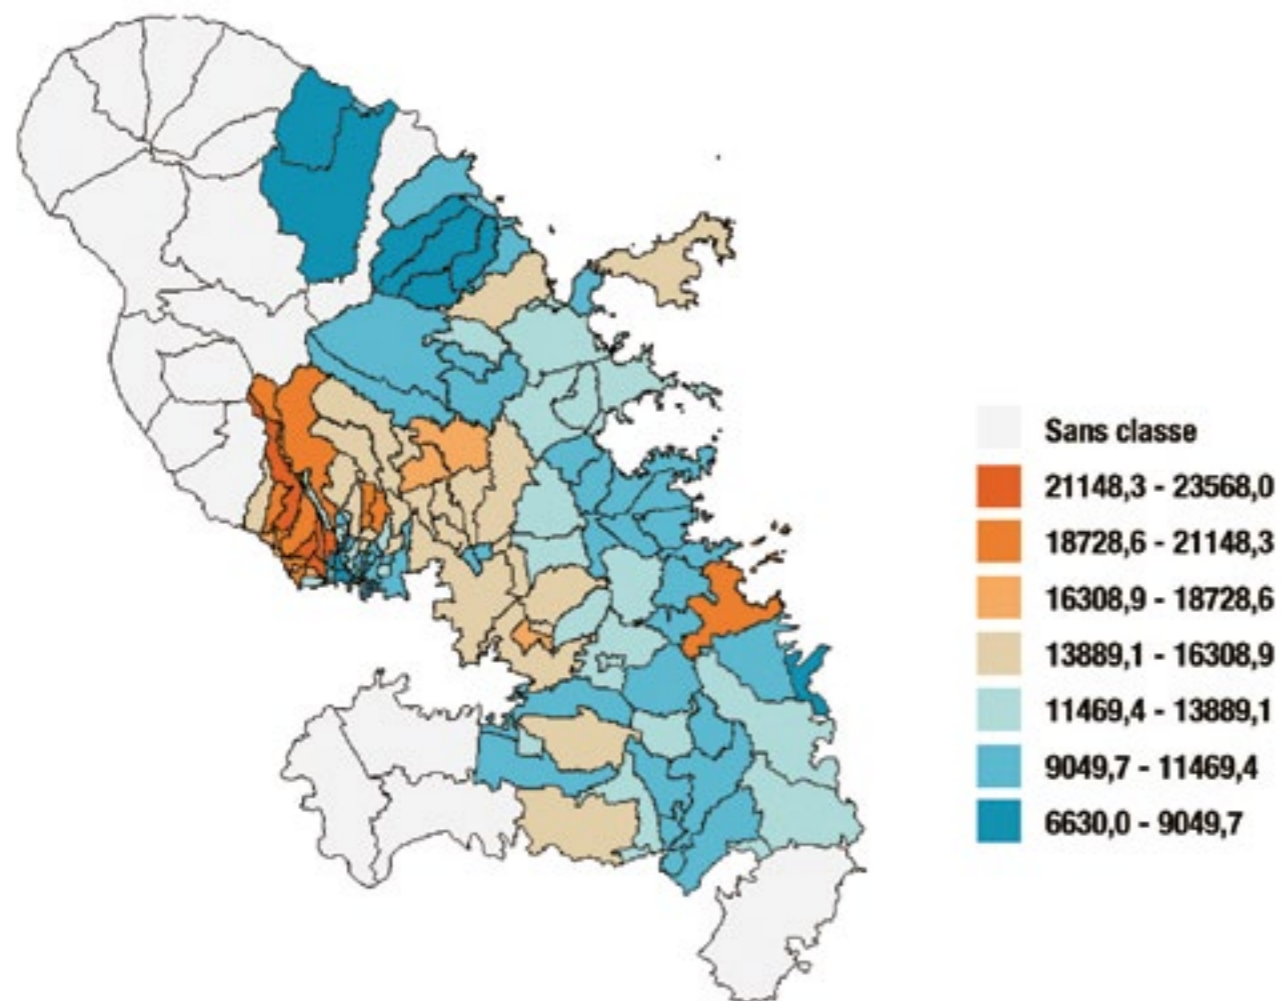 Sans classe
21148,3 - 23568,0
18728,6 - 21148,3
16308,9 - 18728,6
13889,1 - 16308,9
11469,4 - 13889,1
9049,7 - 11469,4
6630,0 - 9049,7